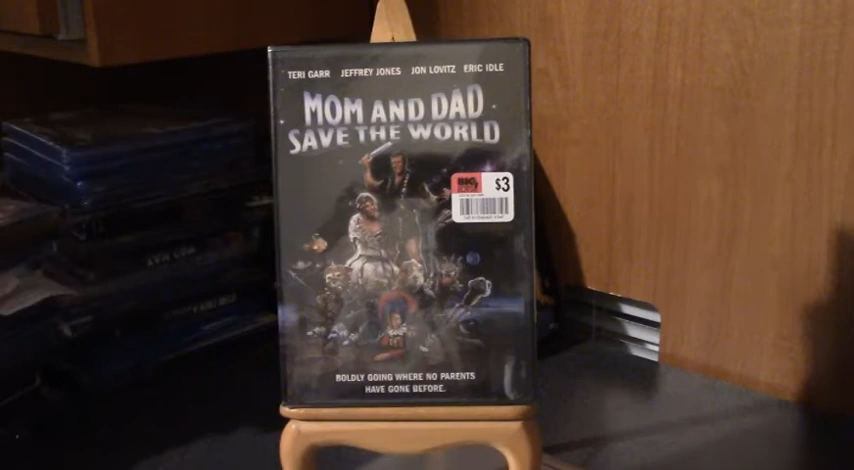 TERI GARR JEFFREY JONES JON LOVITZ ERIC IDLE
MOM AND DAD
SAVE THE WORLD
BIG
$3
BOLDLY GOING WHERE NO PARENTS
HAVE GONE BEFORE.